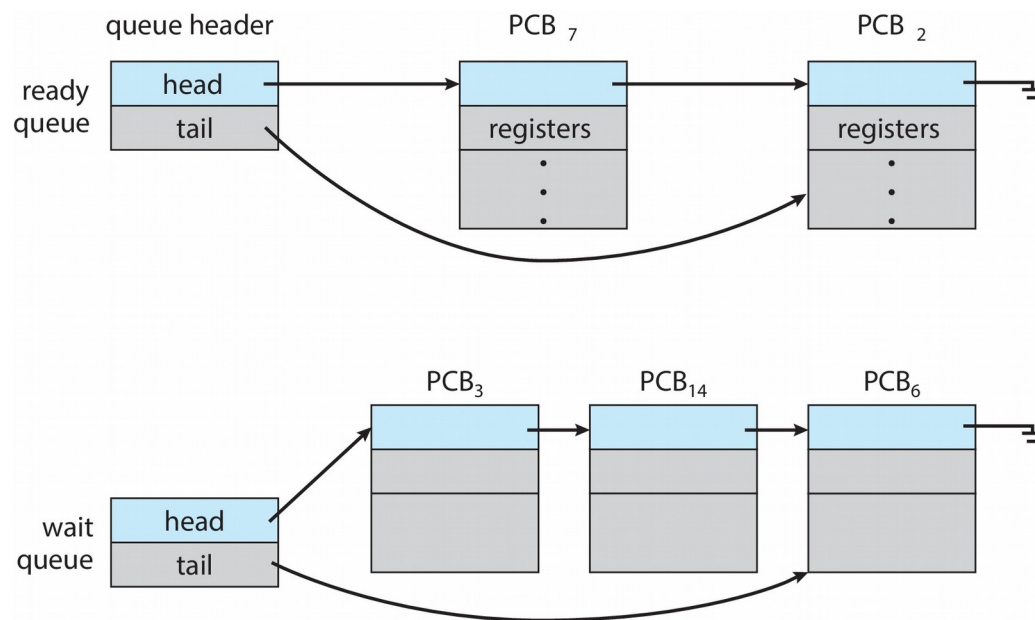 queue header
PCB 7
PCB 2
ready
queue
head
tail
registers
registers
PCB3
PCB14
PCB6
wait
queue
head
tail